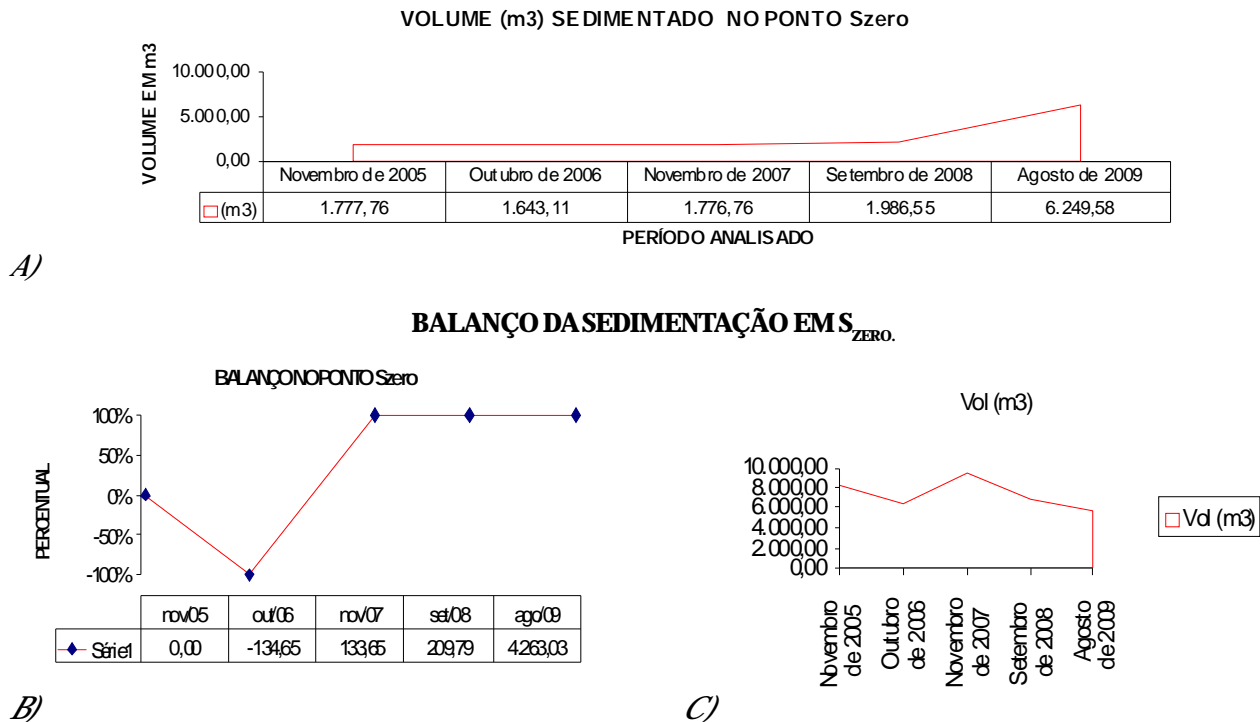 VOLUME (m3) SEDIMENTADO NO PONTO Szero
VOLUME EM m3
10.000,00
5.000,00
0,00
Novembro de 2005 Outubro de 2006 Novembro de 2007 Setembro de 2008 Agosto de 2009
(m3) 1.777,76 1.643,11 1.776,76 1.986,55 6.249,58
PERÍODO ANALISADO
A)
BALANÇO DA SEDIMENTAÇÃO EM SZERO.
BALANÇO NO PONTO Szero
PERCENTUAL
100%
50%
0%
-50%
-100%
nov/05 out/06 nov/07 set/08 ago/09
Série1 0,00 -134,65 133,65 209,79 4.263,03
B)
Vol (m3)
10.000,00
8.000,00
6.000,00
4.000,00
2.000,00
0,00
Novembro de 2005
Outubro de 2006
Novembro de 2007
Setembro de 2008
Agosto de 2009
Vol (m3)
C)